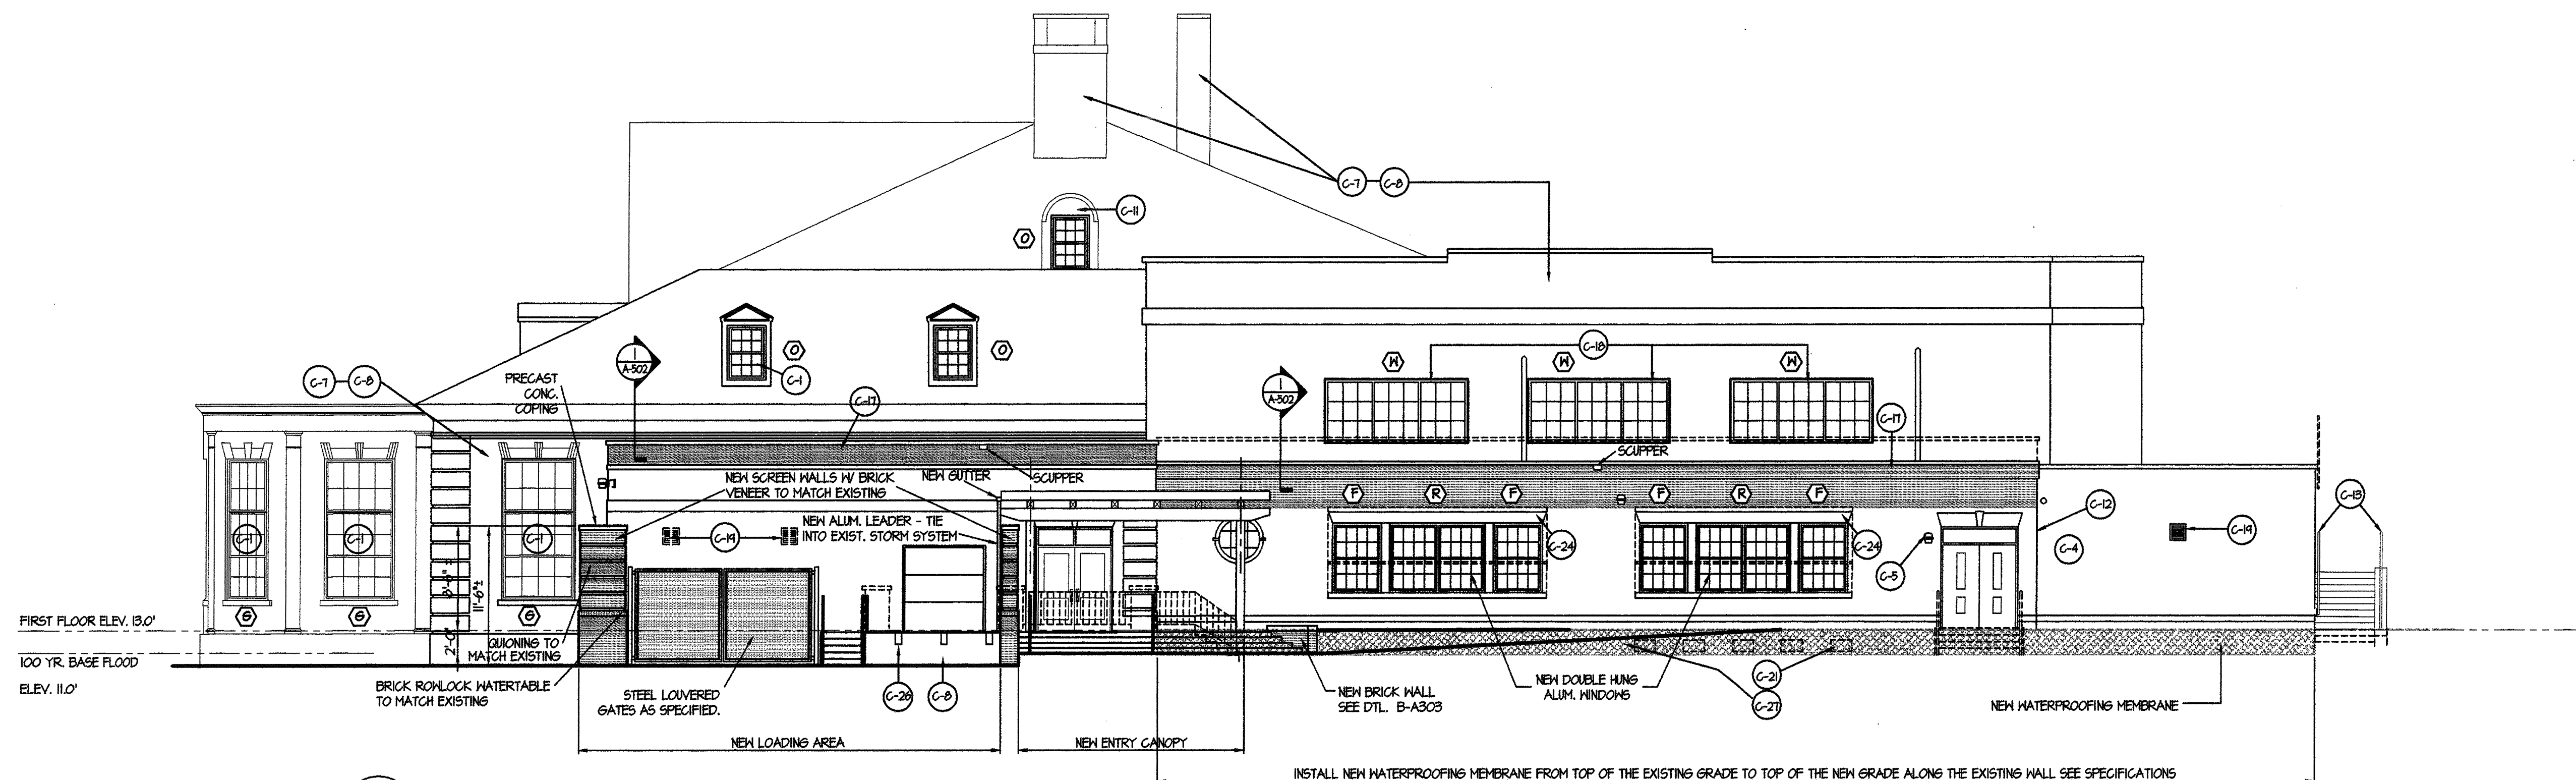 C-7
C-8
C-11
O
1
A-502
O
O
C-1
C-18
W
W
W
1
A-502
C-7
C-8
PRECAST
CONC.
COPING
C-17
C-17
SCUPPER
NEW SCREEN WALLS W/ BRICK
VENEER TO MATCH EXISTING
NEW GUTTER
SCUPPER
F
R
F
F
R
F
C-13
C-12
NEW ALUM. LEADER - TIE
INTO EXIST. STORM SYSTEM
C-1
C-1
C-1
C-19
C-24
C-24
C-5
C-4
C-19
11'-6"±
2'-0"
G
G
G
FIRST FLOOR ELEV. 13.0'
QUIONING TO
MATCH EXISTING
100 YR. BASE FLOOD
ELEV. 11.0'
BRICK ROWLOCK WATERTABLE
TO MATCH EXISTING
STEEL LOUVERED
GATES AS SPECIFIED.
C-26
C-8
NEW BRICK WALL
SEE DTL. B-A303
NEW DOUBLE HUNG
ALUM. WINDOWS
C-21
C-27
NEW WATERPROOFING MEMBRANE
NEW LOADING AREA
NEW ENTRY CANOPY
INSTALL NEW WATERPROOFING MEMBRANE FROM TOP OF THE EXISTING GRADE TO TOP OF THE NEW GRADE ALONG THE EXISTING WALL SEE SPECIFICATIONS